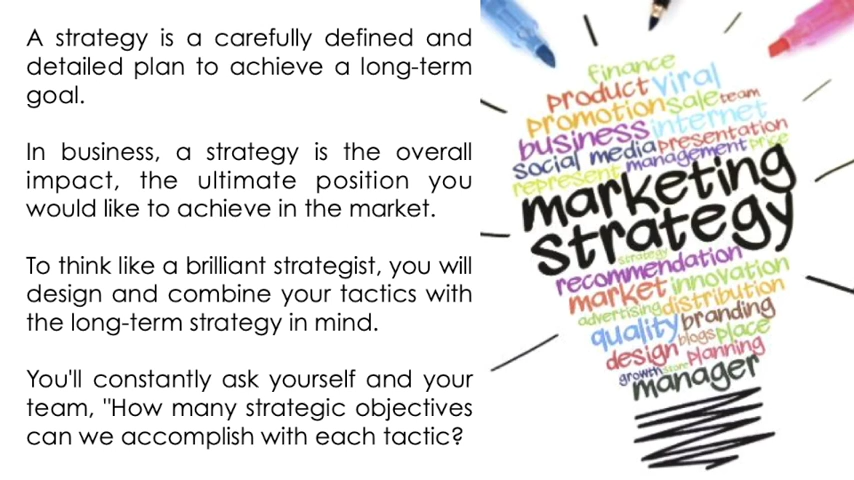 A strategy is a carefully defined and
detailed plan to achieve a long-term
goal.
In business, a strategy is the overall
impact, the ultimate position you
would like to achieve in the market.
To think like a brilliant strategist, you will
design and combine your tactics with
the long-term strategy in mind.
You'll constantly ask yourself and your
team, "How many strategic objectives
can we accomplish with each tactic?
finance
product viral
promotion sale team
business internet
social media presentation
represent management price
marketing
strategy
strategy
recommendation
market innovation
advertising distribution
quality branding
blogs place
design planning
growth store
manager